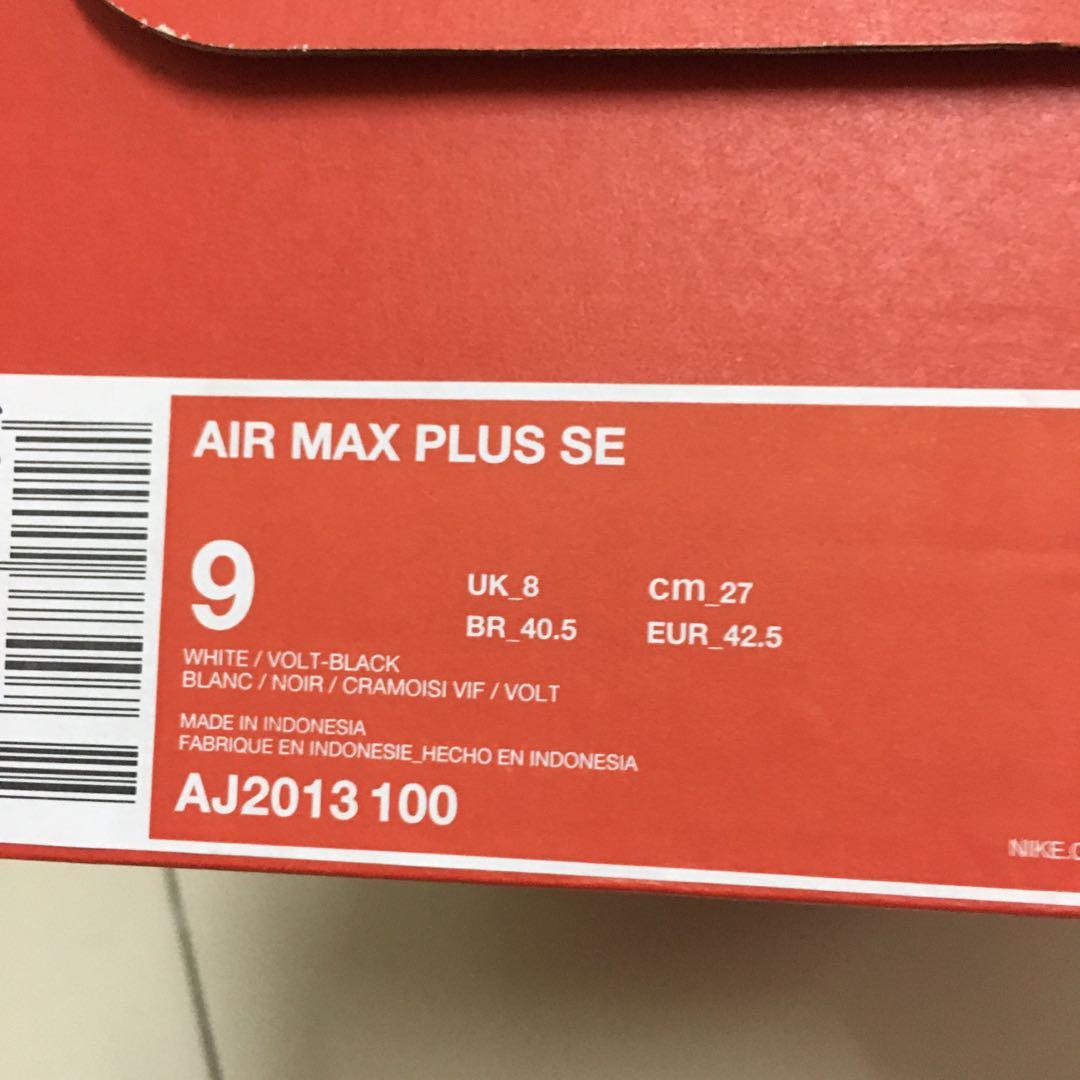 AIR MAX PLUS SE
9
UK_8 cm_27
BR_40.5 EUR_42.5
WHITE / VOLT-BLACK
BLANC / NOIR / CRAMOISI VIF / VOLT
MADE IN INDONESIA
FABRIQUE EN INDONESIE_HECHO EN INDONESIA
AJ2013 100
NIKE.C